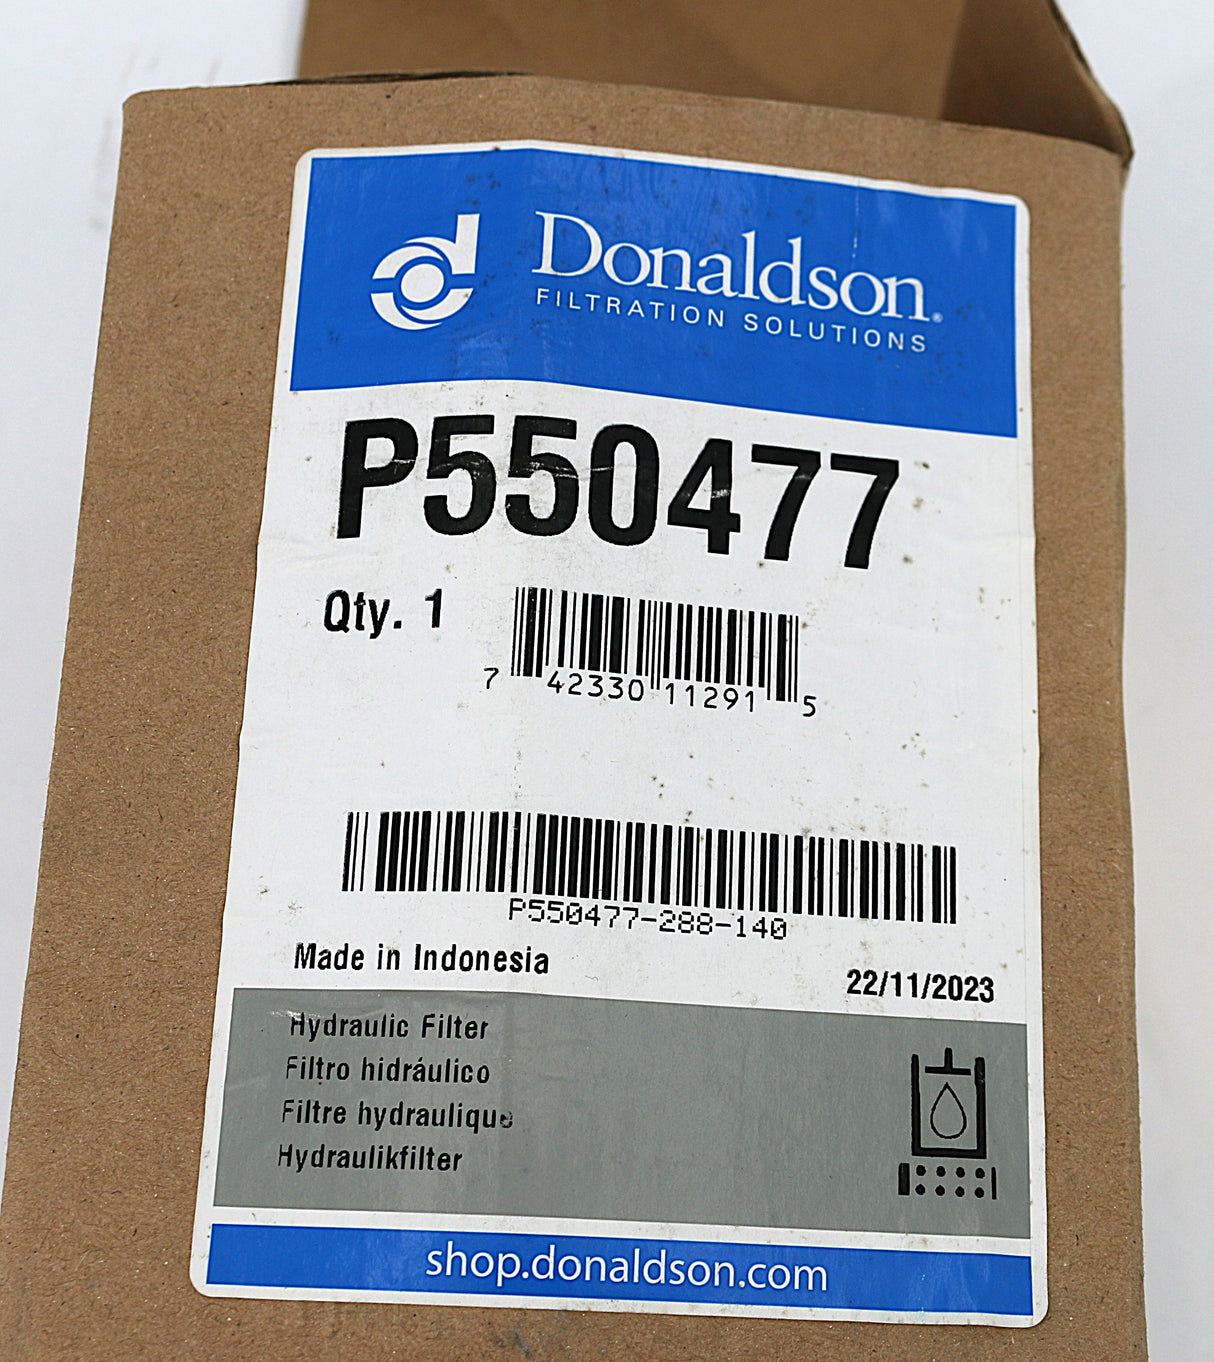 Donaldson®
FILTRATION SOLUTIONS
P550477
Qty. 1
7 42330 11291 5
P550477-288-140
Made in Indonesia
22/11/2023
Hydraulic Filter
Filtro hidráulico
Filtre hydraulique
Hydraulikfilter
shop.donaldson.com